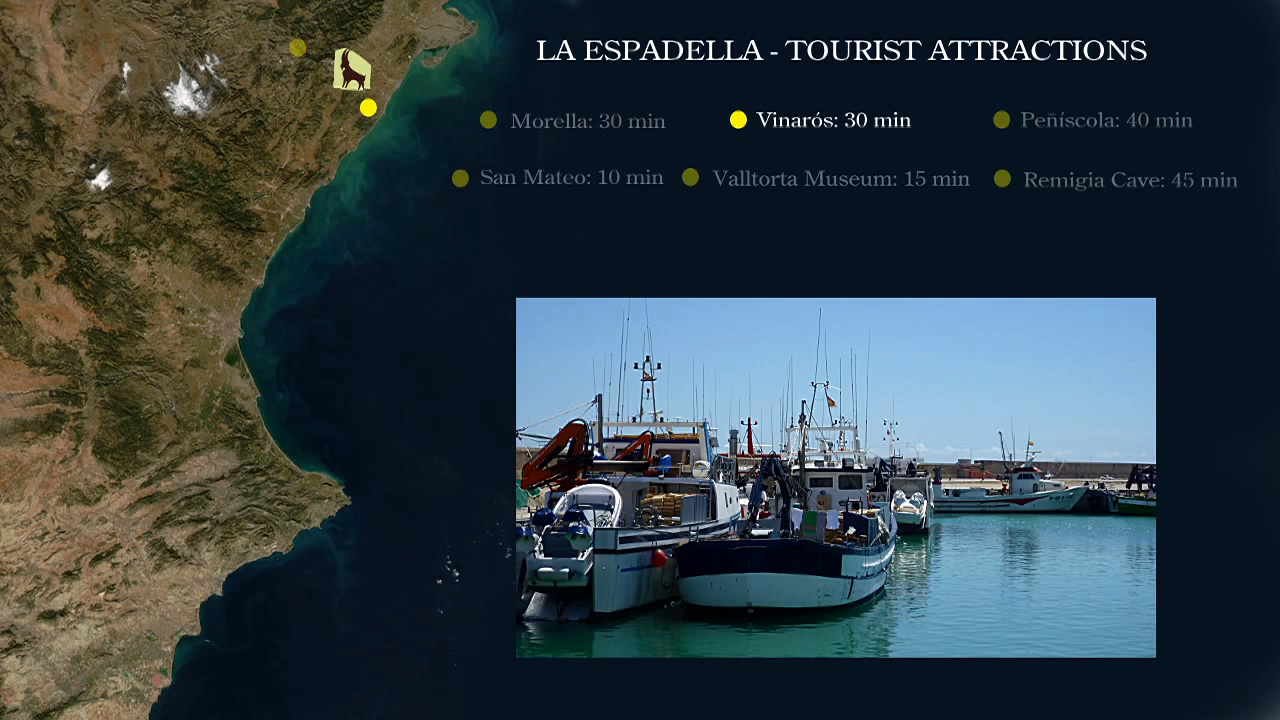 LA ESPADELLA - TOURIST ATTRACTIONS
Morella: 30 min Vinarós: 30 min Peñíscola: 40 min
San Mateo: 10 min Valltorta Museum: 15 min Remigia Cave: 45 min